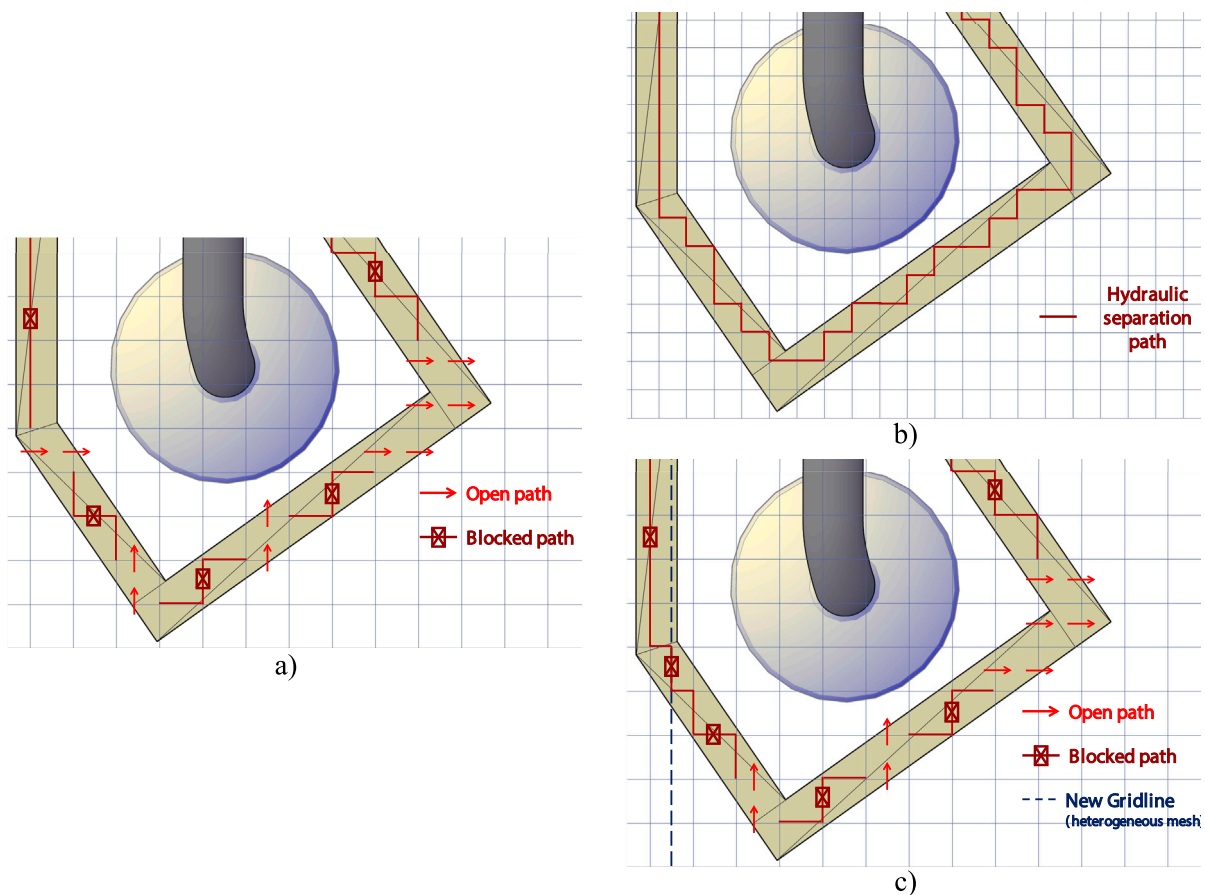 Open path
Blocked path
a)
Hydraulic
separation
path
b)
Open path
Blocked path
New Gridline
(heterogeneous mesh)
c)